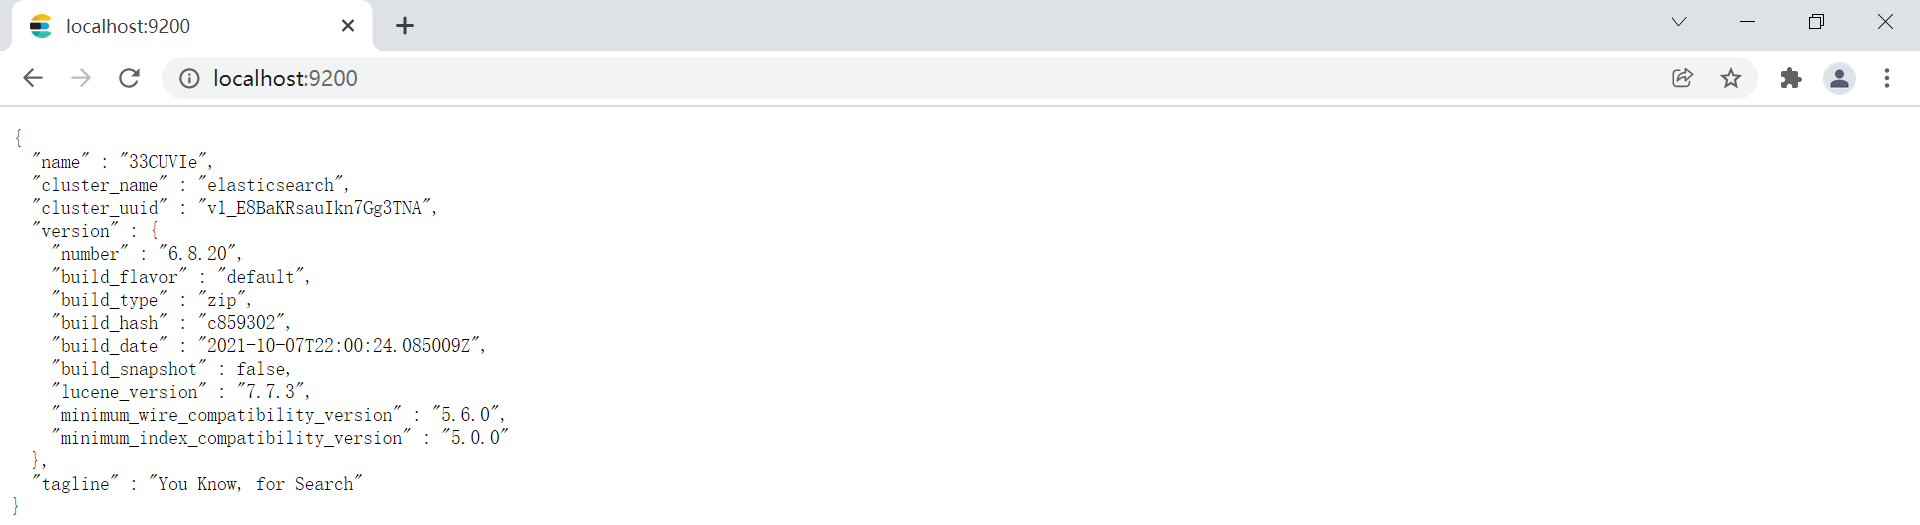 localhost:9200
localhost:9200
{
  "name" : "33CUVIe",
  "cluster_name" : "elasticsearch",
  "cluster_uuid" : "vl_E8BaKRsauIkn7Gg3TNA",
  "version" : {
    "number" : "6.8.20",
    "build_flavor" : "default",
    "build_type" : "zip",
    "build_hash" : "c859302",
    "build_date" : "2021-10-07T22:00:24.085009Z",
    "build_snapshot" : false,
    "lucene_version" : "7.7.3",
    "minimum_wire_compatibility_version" : "5.6.0",
    "minimum_index_compatibility_version" : "5.0.0"
  },
  "tagline" : "You Know, for Search"
}